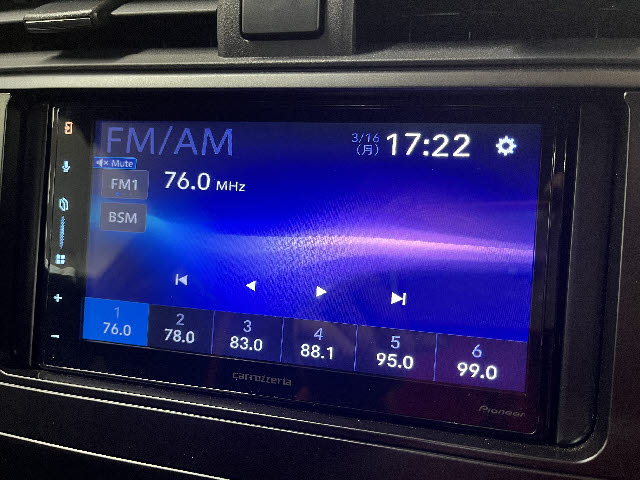 FM/AM
3/16
(月)
17:22
Mute
FM1
76.0 MHz
BSM
1 2 3 4 5 6
76.0 78.0 83.0 88.1 95.0 99.0
carrozzeria
Pioneer